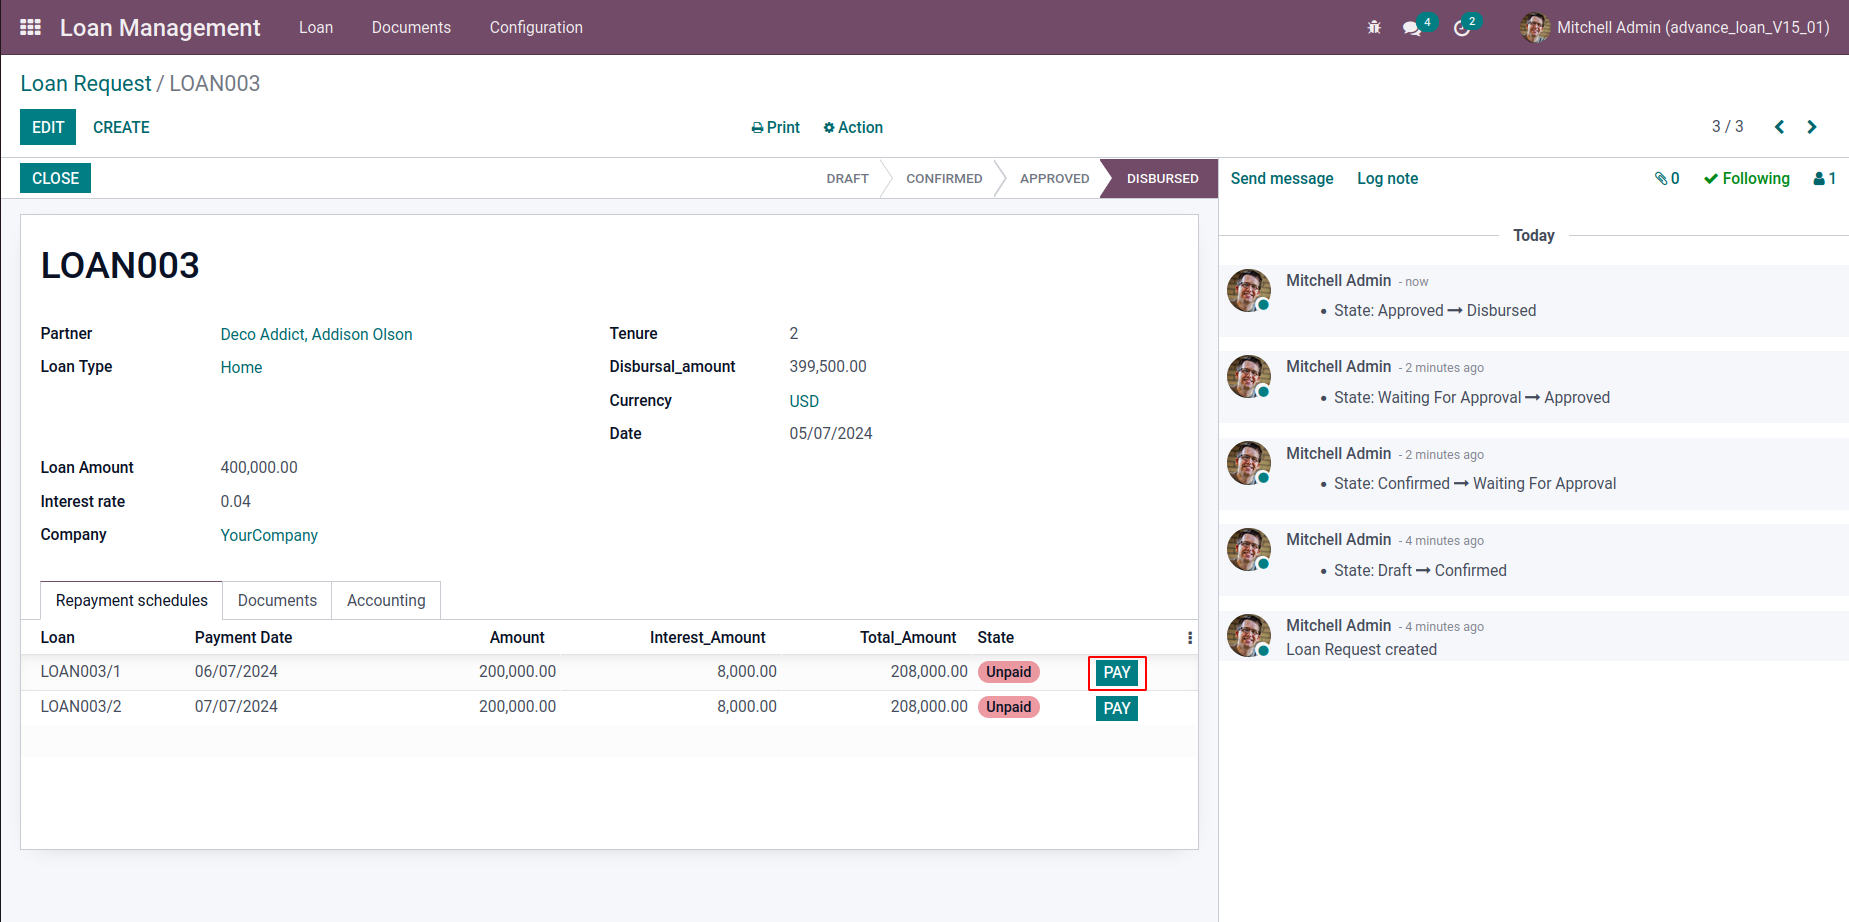 Loan Management Loan Documents Configuration 4 2 Mitchell Admin (advance_loan_V15_01)
Loan Request / LOAN003
EDIT CREATE Print Action 3 / 3
CLOSE DRAFT CONFIRMED APPROVED DISBURSED Send message Log note 0 Following 1
Today
LOAN003
Partner Deco Addict, Addison Olson
Loan Type Home
Tenure 2
Disbursal_amount 399,500.00
Currency USD
Date 05/07/2024
Loan Amount 400,000.00
Interest rate 0.04
Company YourCompany
Repayment schedules Documents Accounting
Loan Payment Date Amount Interest_Amount Total_Amount State
LOAN003/1 06/07/2024 200,000.00 8,000.00 208,000.00 Unpaid PAY
LOAN003/2 07/07/2024 200,000.00 8,000.00 208,000.00 Unpaid PAY
Mitchell Admin - now
• State: Approved → Disbursed
Mitchell Admin - 2 minutes ago
• State: Waiting For Approval → Approved
Mitchell Admin - 2 minutes ago
• State: Confirmed → Waiting For Approval
Mitchell Admin - 4 minutes ago
• State: Draft → Confirmed
Mitchell Admin - 4 minutes ago
Loan Request created